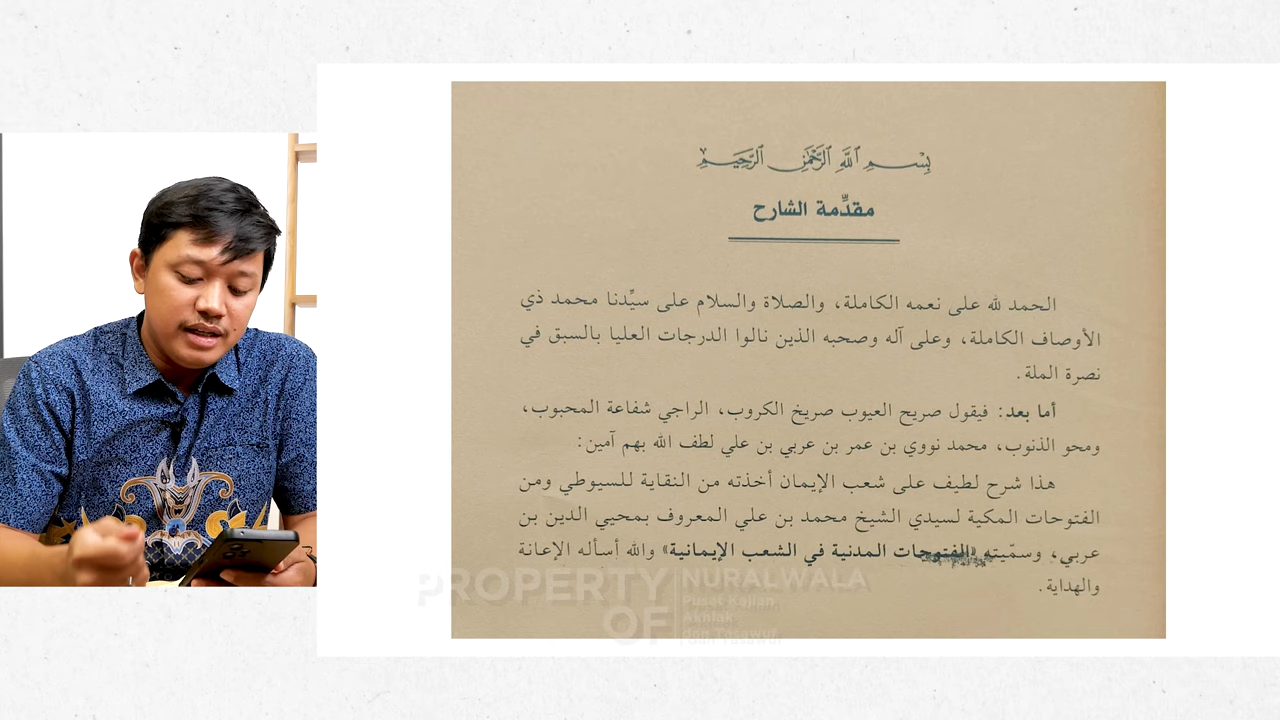 بِسْمِ ٱللَّهِ ٱلرَّحْمَٰنِ ٱلرَّحِيمِ
مقدِّمة الشارح
الحمد لله على نعمه الكاملة، والصلاة والسلام على سيِّدنا محمد ذي
الأوصاف الكاملة، وعلى آله وصحبه الذين نالوا الدرجات العليا بالسبق في
نصرة الملة.
أما بعد: فيقول صريح العيوب صريخ الكروب، الراجي شفاعة المحبوب،
ومحو الذنوب، محمد نووي بن عمر بن عربي بن علي لطف الله بهم آمين:
هذا شرح لطيف على شعب الإيمان أخذته من النقاية للسيوطي ومن
الفتوحات المكية لسيدي الشيخ محمد بن علي المعروف بمحيي الدين بن
عربي، وسمّيته «الفتوحات المدنية في الشعب الإيمانية» والله أسأله الإعانة
والهداية.
PROPERTY OF
NURALWALA
Pusat Kajian
Akhlak
dan Tasawuf